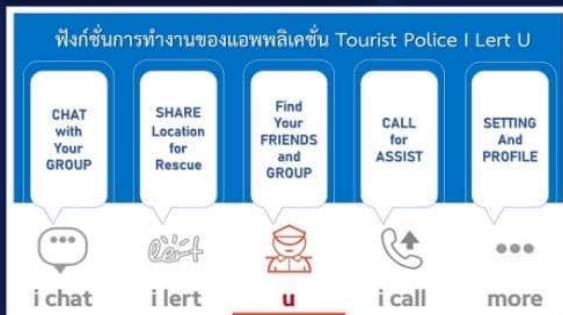 ฟังก์ชั่นการทำงานของแอพพลิเคชั่น Tourist Police I Lert U
CHAT
with
Your
GROUP
SHARE
Location
for
Rescue
Find
Your
FRIENDS
and
GROUP
CALL
for
ASSIST
SETTING
And
PROFILE
lert
i chat
i lert
u
i call
more